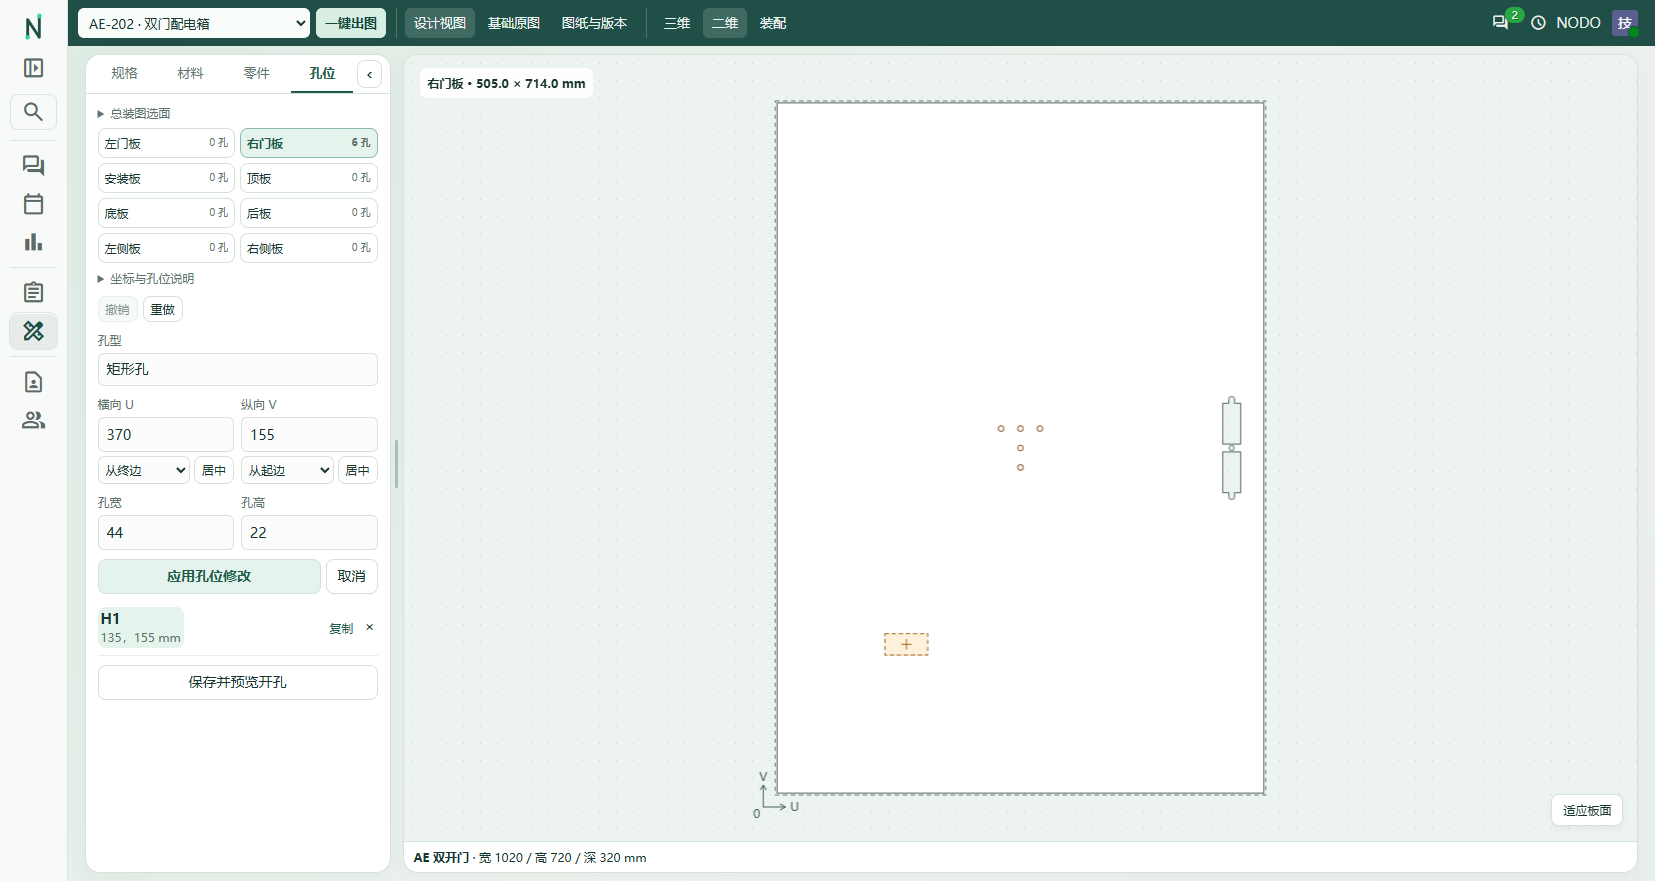 AE-202 · 双门配电箱
一键出图
设计视图
基础原图
图纸与版本
三维
二维
装配
2
NODO
技
规格
材料
零件
孔位
总装图选面
左门板 0 孔
右门板 6 孔
安装板 0 孔
顶板 0 孔
底板 0 孔
后板 0 孔
左侧板 0 孔
右侧板 0 孔
坐标与孔位说明
撤销
重做
孔型
矩形孔
横向 U
纵向 V
370
155
从终边
居中
从起边
居中
孔宽
孔高
44
22
应用孔位修改
取消
H1
135，155 mm
复制 ×
保存并预览开孔
右门板 • 505.0 × 714.0 mm
V
0
U
适应板面
AE 双开门 · 宽 1020 / 高 720 / 深 320 mm